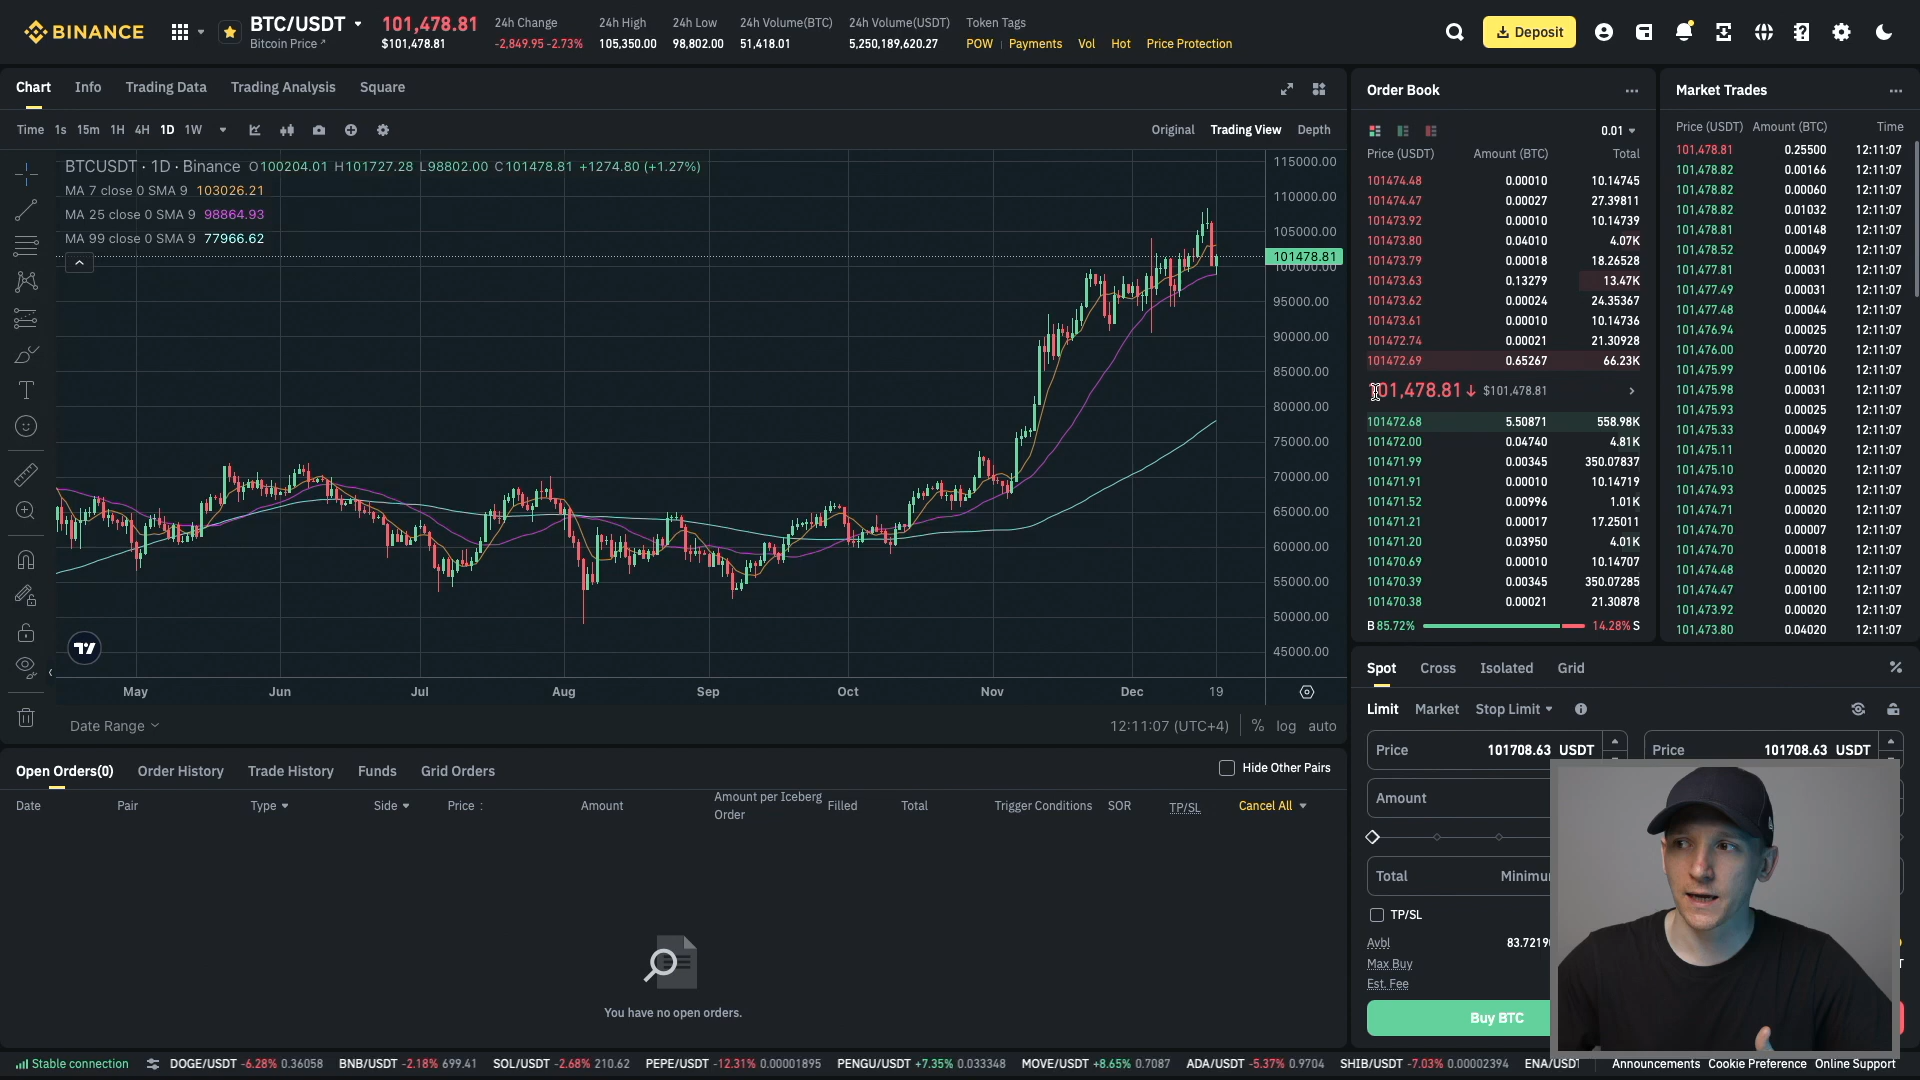 BINANCE
BTC/USDT
Bitcoin Price
101,478.81
$101,478.81
24h Change
-2,849.95 -2.73%
24h High
105,350.00
24h Low
98,802.00
24h Volume(BTC)
51,418.01
24h Volume(USDT)
5,250,189,620.27
Token Tags
POW Payments Vol Hot Price Protection
Deposit
Chart Info Trading Data Trading Analysis Square
Time 1s 15m 1H 4H 1D 1W
Original Trading View Depth
BTCUSDT · 1D · Binance O100204.01 H101727.28 L98802.00 C101478.81 +1274.80 (+1.27%)
MA 7 close 0 SMA 9 103026.21
MA 25 close 0 SMA 9 98864.93
MA 99 close 0 SMA 9 77966.62
115000.00
110000.00
105000.00
101478.81
100000.00
95000.00
90000.00
85000.00
80000.00
75000.00
70000.00
65000.00
60000.00
55000.00
50000.00
45000.00
May Jun Jul Aug Sep Oct Nov Dec 19
Date Range
12:11:07 (UTC+4) % log auto
Order Book
0.01
Price (USDT) Amount (BTC) Total
101474.48 0.00010 10.14745
101474.47 0.00027 27.39811
101473.92 0.00010 10.14739
101473.80 0.04010 4.07K
101473.79 0.00018 18.26528
101473.63 0.13279 13.47K
101473.62 0.00024 24.35367
101473.61 0.00010 10.14736
101472.74 0.00021 21.30928
101472.69 0.65267 66.23K
101,478.81 $101,478.81
101472.68 5.50871 558.98K
101472.00 0.04740 4.81K
101471.99 0.00345 350.07837
101471.91 0.00010 10.14719
101471.52 0.00996 1.01K
101471.21 0.00017 17.25011
101471.20 0.03950 4.01K
101470.69 0.00010 10.14707
101470.39 0.00345 350.07285
101470.38 0.00021 21.30878
B 85.72% 14.28% S
Market Trades
Price (USDT) Amount (BTC) Time
101,478.81 0.25500 12:11:07
101,478.82 0.00166 12:11:07
101,478.82 0.00060 12:11:07
101,478.82 0.01032 12:11:07
101,478.81 0.00148 12:11:07
101,478.52 0.00049 12:11:07
101,477.81 0.00031 12:11:07
101,477.49 0.00031 12:11:07
101,477.48 0.00044 12:11:07
101,476.94 0.00025 12:11:07
101,476.00 0.00720 12:11:07
101,475.99 0.00106 12:11:07
101,475.98 0.00031 12:11:07
101,475.93 0.00025 12:11:07
101,475.33 0.00049 12:11:07
101,475.11 0.00020 12:11:07
101,475.10 0.00020 12:11:07
101,474.93 0.00025 12:11:07
101,474.71 0.00020 12:11:07
101,474.70 0.00007 12:11:07
101,474.70 0.00018 12:11:07
101,474.48 0.00020 12:11:07
101,474.47 0.00100 12:11:07
101,473.92 0.00020 12:11:07
101,473.80 0.04020 12:11:07
Spot Cross Isolated Grid
Limit Market Stop Limit
Price 101708.63 USDT
Price 101708.63 USDT
Amount
Total Minimu
TP/SL
Avbl 83.7219
Max Buy
Est. Fee
Buy BTC
Open Orders(0) Order History Trade History Funds Grid Orders
Hide Other Pairs
Date Pair Type Side Price Amount Amount per Iceberg Order Filled Total Trigger Conditions SOR TP/SL Cancel All
You have no open orders.
Stable connection DOGE/USDT -6.28% 0.36058 BNB/USDT -2.18% 699.41 SOL/USDT -2.68% 210.62 PEPE/USDT -12.31% 0.00001895 PENGU/USDT +7.35% 0.033348 MOVE/USDT +8.65% 0.7087 ADA/USDT -5.37% 0.9704 SHIB/USDT -7.03% 0.00002394 ENA/USDT Announcements Cookie Preference Online Support